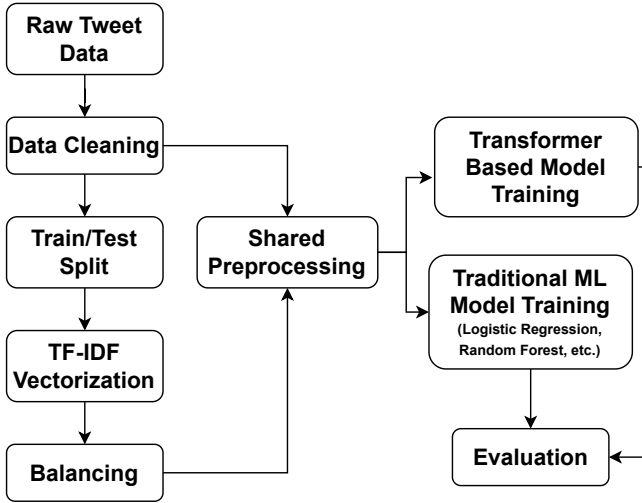 Raw Tweet
Data
Data Cleaning
Train/Test
Split
TF-IDF
Vectorization
Balancing
Shared
Preprocessing
Transformer
Based Model
Training
Traditional ML
Model Training
(Logistic Regression,
Random Forest, etc.)
Evaluation